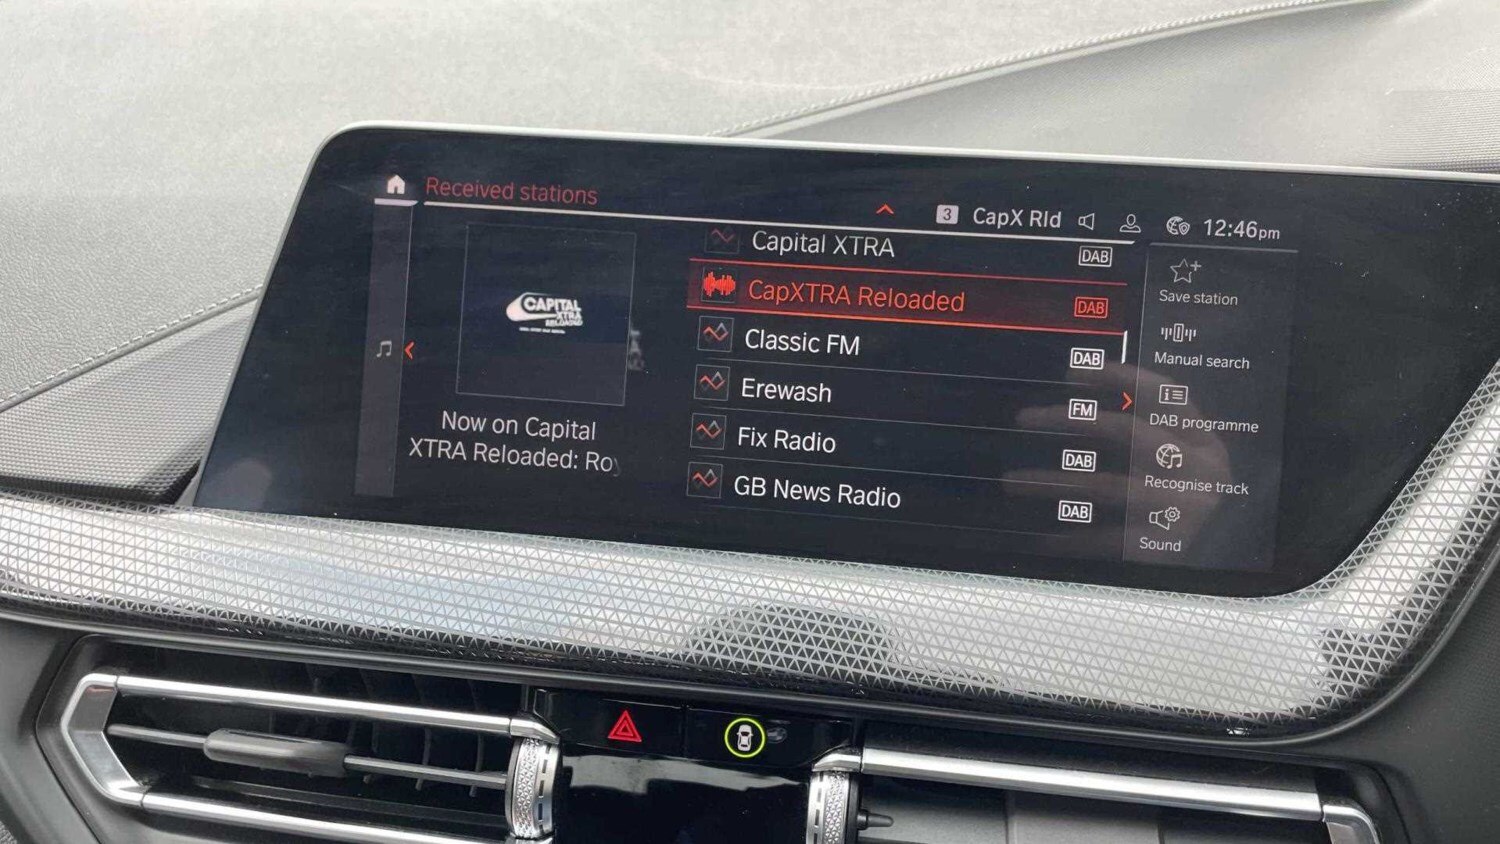 Received stations
3 CapX Rld 12:46pm
CAPITAL
XTRA
RELOADED
Now on Capital
XTRA Reloaded: Ro
Capital XTRA DAB
CapXTRA Reloaded DAB
Classic FM DAB
Erewash FM
Fix Radio DAB
GB News Radio DAB
Save station
Manual search
DAB programme
Recognise track
Sound